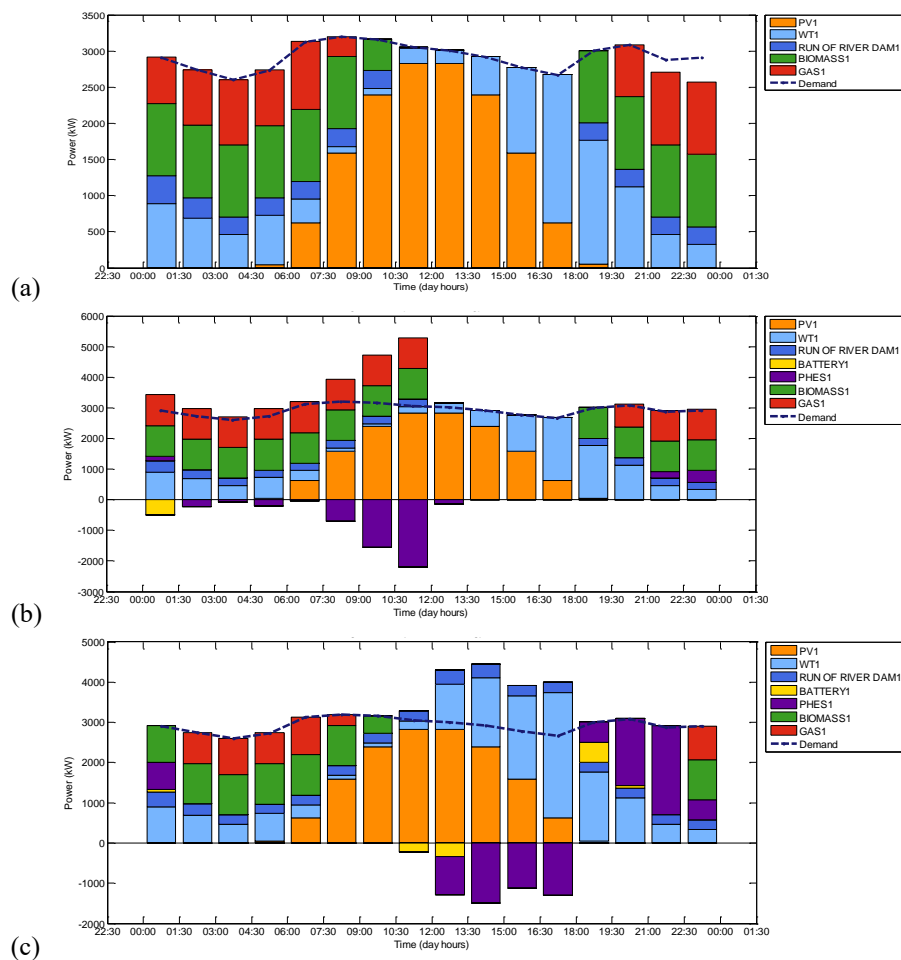 3500
3000
2500
2000
1500
1000
500
0
Power (kW)
22:30 00:00 01:30 03:00 04:30 06:00 07:30 09:00 10:30 12:00 13:30 15:00 16:30 18:00 19:30 21:00 22:30 00:00 01:30
Time (day hours)
PV1
WT1
RUN OF RIVER DAM1
BIOMASS1
GAS1
Demand
(a)
6000
5000
4000
3000
2000
1000
0
-1000
-2000
-3000
Power (kW)
22:30 00:00 01:30 03:00 04:30 06:00 07:30 09:00 10:30 12:00 13:30 15:00 16:30 18:00 19:30 21:00 22:30 00:00 01:30
Time (day hours)
PV1
WT1
RUN OF RIVER DAM1
BATTERY1
PHES1
BIOMASS1
GAS1
Demand
(b)
5000
4000
3000
2000
1000
0
-1000
-2000
Power (kW)
22:30 00:00 01:30 03:00 04:30 06:00 07:30 09:00 10:30 12:00 13:30 15:00 16:30 18:00 19:30 21:00 22:30 00:00 01:30
Time (day hours)
PV1
WT1
RUN OF RIVER DAM1
BATTERY1
PHES1
BIOMASS1
GAS1
Demand
(c)